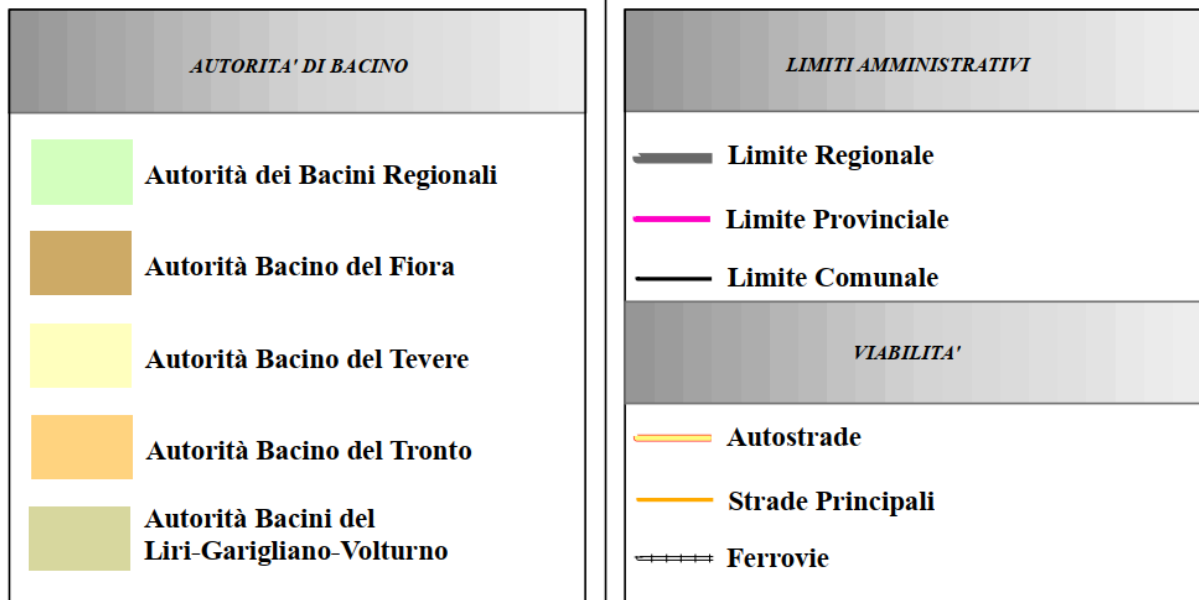 AUTORITA' DI BACINO
Autorità dei Bacini Regionali
Autorità Bacino del Fiora
Autorità Bacino del Tevere
Autorità Bacino del Tronto
Autorità Bacini del
Liri-Garigliano-Volturno
LIMITI AMMINISTRATIVI
Limite Regionale
Limite Provinciale
Limite Comunale
VIABILITA'
Autostrade
Strade Principali
Ferrovie